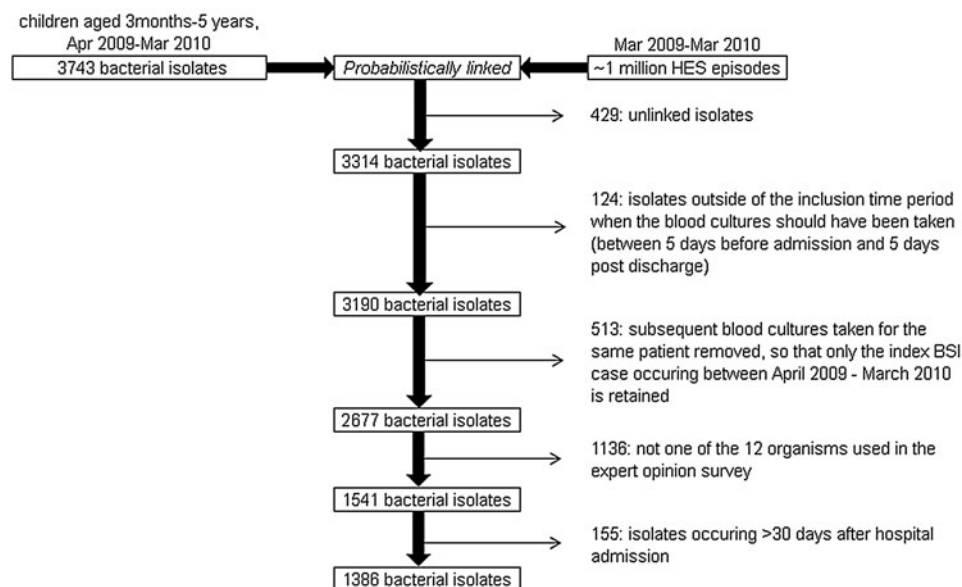 children aged 3months-5 years,
Apr 2009-Mar 2010
3743 bacterial isolates
Probabilistically linked
Mar 2009-Mar 2010
~1 million HES episodes
429: unlinked isolates
3314 bacterial isolates
124: isolates outside of the inclusion time period
when the blood cultures should have been taken
(between 5 days before admission and 5 days
post discharge)
3190 bacterial isolates
513: subsequent blood cultures taken for the
same patient removed, so that only the index BSI
case occuring between April 2009 - March 2010
is retained
2677 bacterial isolates
1136: not one of the 12 organisms used in the
expert opinion survey
1541 bacterial isolates
155: isolates occuring >30 days after hospital
admission
1386 bacterial isolates